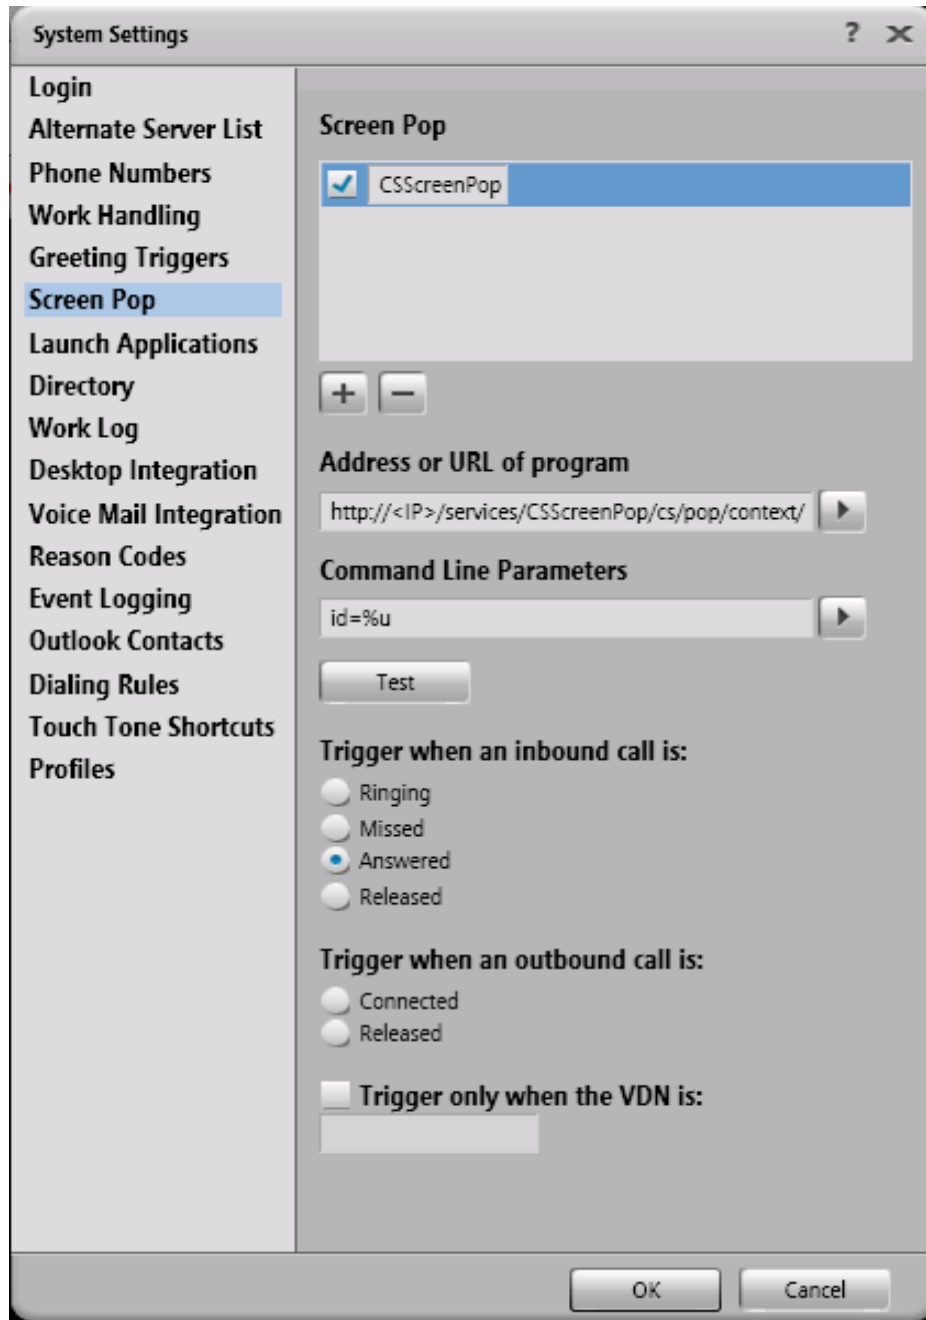 System Settings ? ✕
Login
Alternate Server List
Phone Numbers
Work Handling
Greeting Triggers
Screen Pop
Launch Applications
Directory
Work Log
Desktop Integration
Voice Mail Integration
Reason Codes
Event Logging
Outlook Contacts
Dialing Rules
Touch Tone Shortcuts
Profiles
Screen Pop
CSScreenPop
+ −
Address or URL of program
http://<IP>/services/CSScreenPop/cs/pop/context/
Command Line Parameters
id=%u
Test
Trigger when an inbound call is:
Ringing
Missed
Answered
Released
Trigger when an outbound call is:
Connected
Released
Trigger only when the VDN is:
OK Cancel